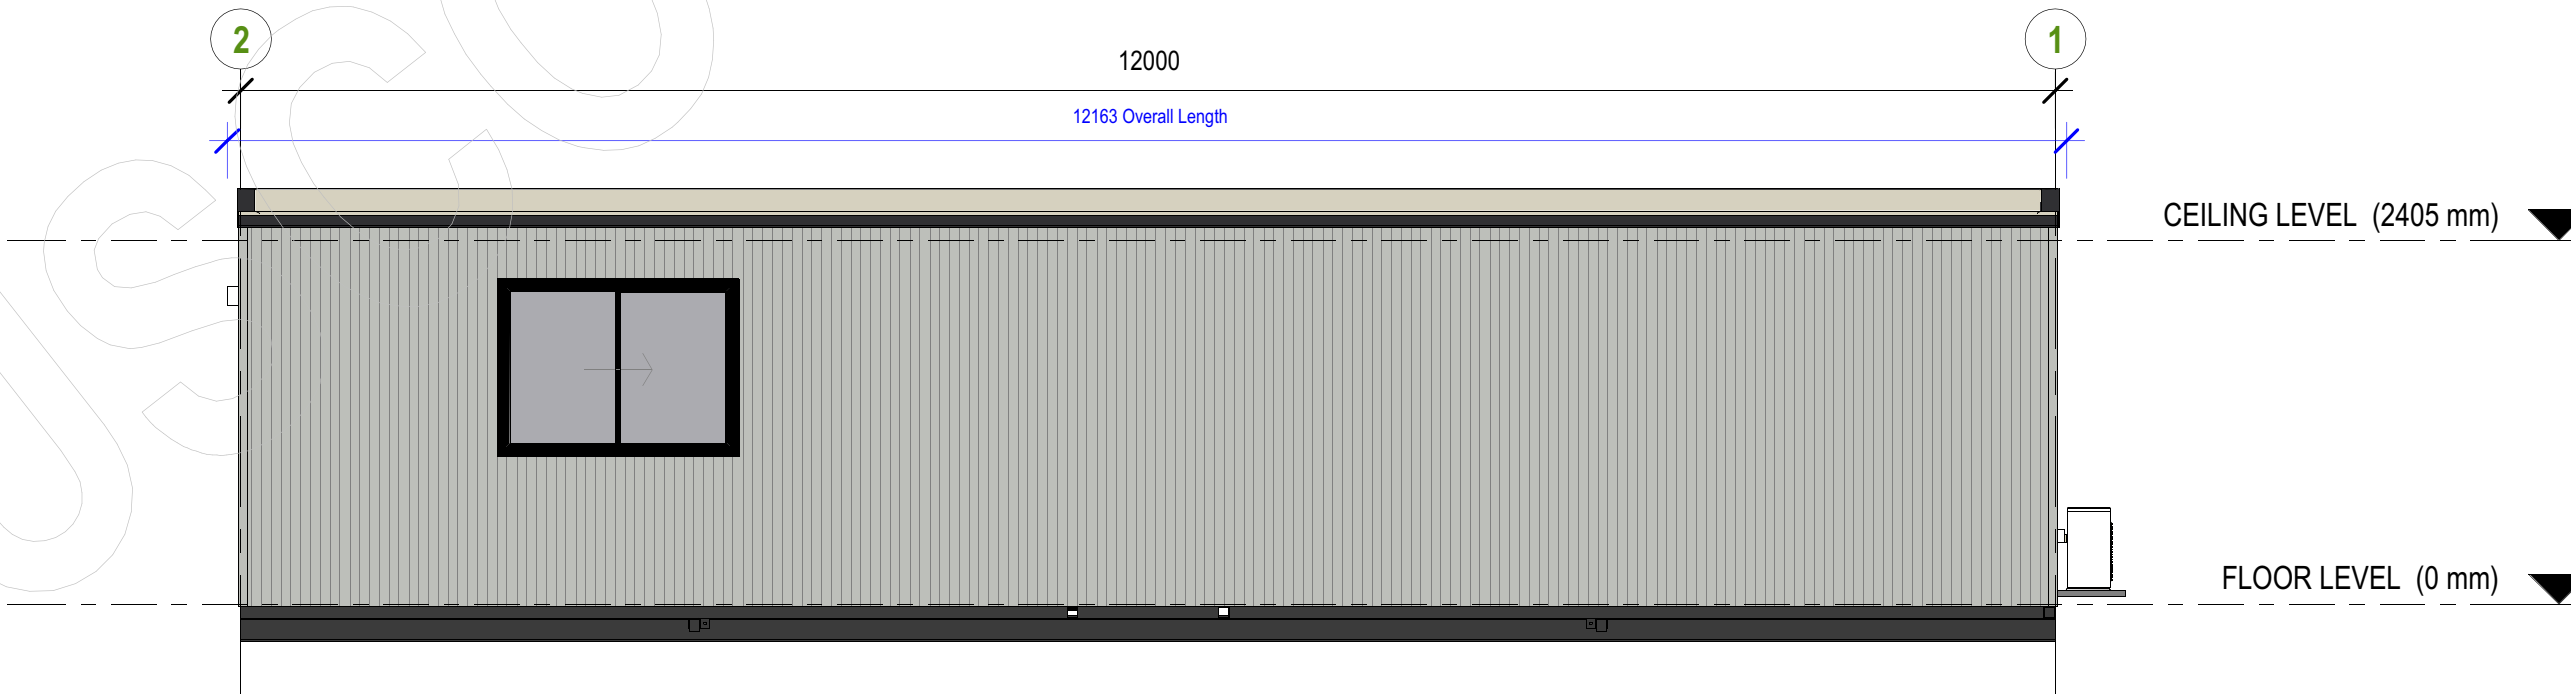 2
1
12000
12163 Overall Length
CEILING LEVEL (2405 mm)
FLOOR LEVEL (0 mm)